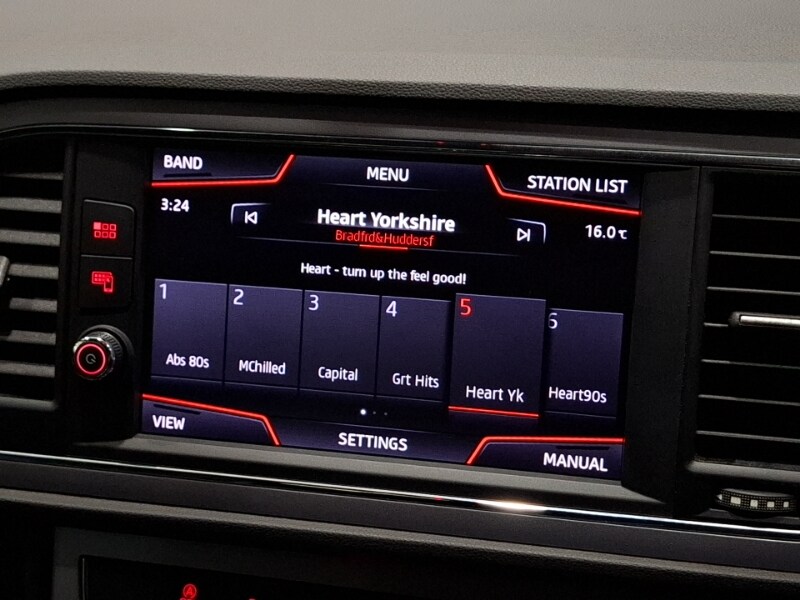 BAND
MENU
STATION LIST
3:24
Heart Yorkshire
16.0℃
Bradfrd&Huddersf
Heart - turn up the feel good!
1
2
3
4
5
6
Abs 80s
MChilled
Capital
Grt Hits
Heart Yk
Heart90s
VIEW
SETTINGS
MANUAL
A